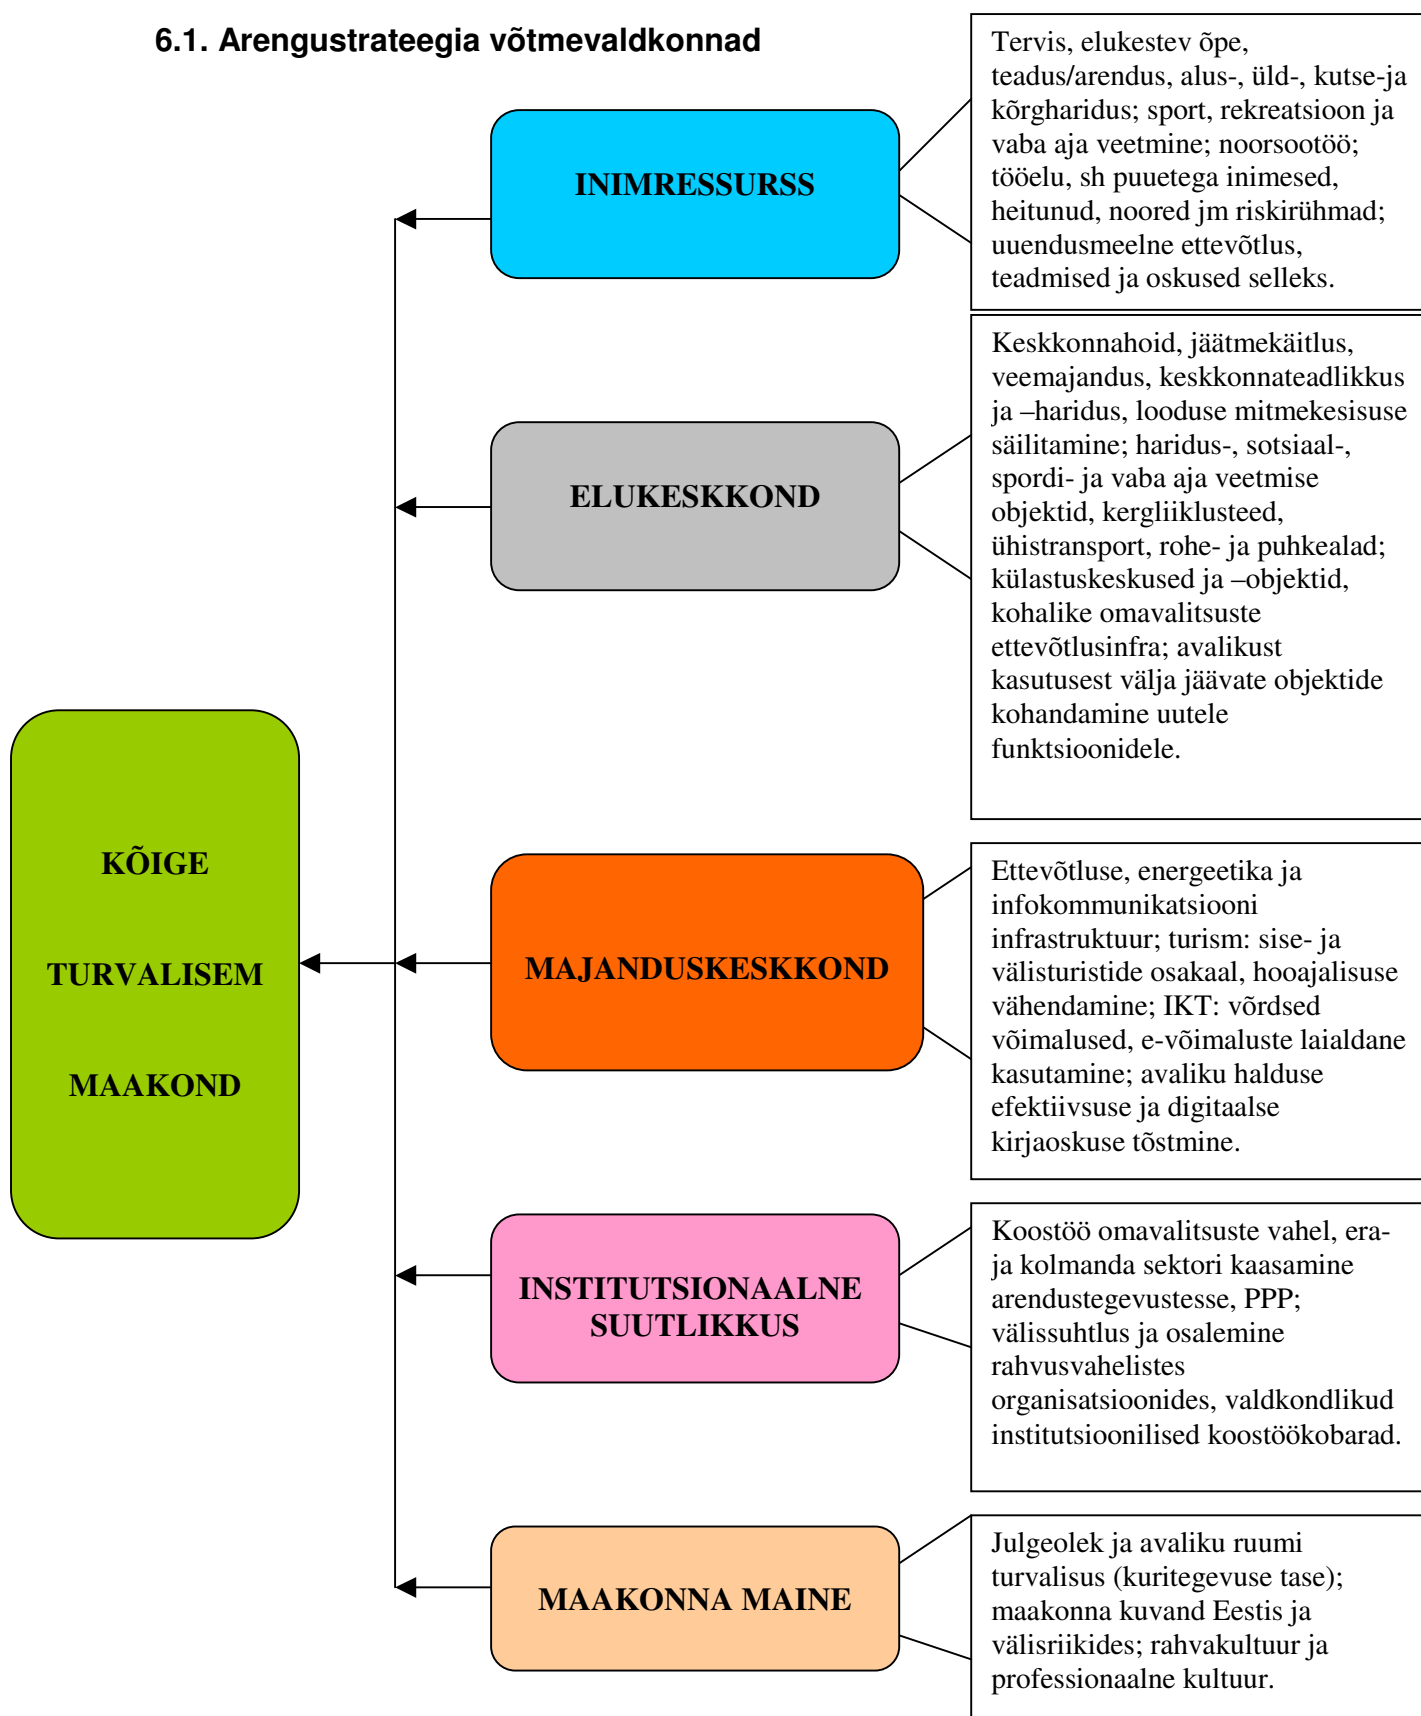 6.1. Arengustrateegia võtmevaldkonnad
INIMRESSURSS
Tervis, elukestev õpe,
teadus/arendus, alus-, üld-, kutse-ja
kõrgharidus; sport, rekreatsioon ja
vaba aja veetmine; noorsootöö;
tööelu, sh puuetega inimesed,
heitunud, noored jm riskirühmad;
uuendusmeelne ettevõtlus,
teadmised ja oskused selleks.
ELUKESKKOND
Keskkonnahoid, jäätmekäitlus,
veemajandus, keskkonnateadlikkus
ja –haridus, looduse mitmekesisuse
säilitamine; haridus-, sotsiaal-,
spordi- ja vaba aja veetmise
objektid, kergliiklusteed,
ühistransport, rohe- ja puhkealad;
külastuskeskused ja –objektid,
kohalike omavalitsuste
ettevõtlusinfra; avalikust
kasutusest välja jäävate objektide
kohandamine uutele
funktsioonidele.
KÕIGE
TURVALISEM
MAAKOND
MAJANDUSKESKKOND
Ettevõtluse, energeetika ja
infokommunikatsiooni
infrastruktuur; turism: sise- ja
välisturistide osakaal, hooajalisuse
vähendamine; IKT: võrdsed
võimalused, e-võimaluste laialdane
kasutamine; avaliku halduse
efektiivsuse ja digitaalse
kirjaoskuse tõstmine.
INSTITUTSIONAALNE
SUUTLIKKUS
Koostöö omavalitsuste vahel, era-
ja kolmanda sektori kaasamine
arendustegevustesse, PPP;
välissuhtlus ja osalemine
rahvusvahelistes
organisatsioonides, valdkondlikud
institutsioonilised koostöökobarad.
MAAKONNA MAINE
Julgeolek ja avaliku ruumi
turvalisus (kuritegevuse tase);
maakonna kuvand Eestis ja
välisriikides; rahvakultuur ja
professionaalne kultuur.